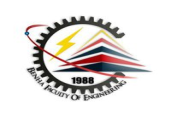 1988
BENHA FACULTY OF ENGINEERING